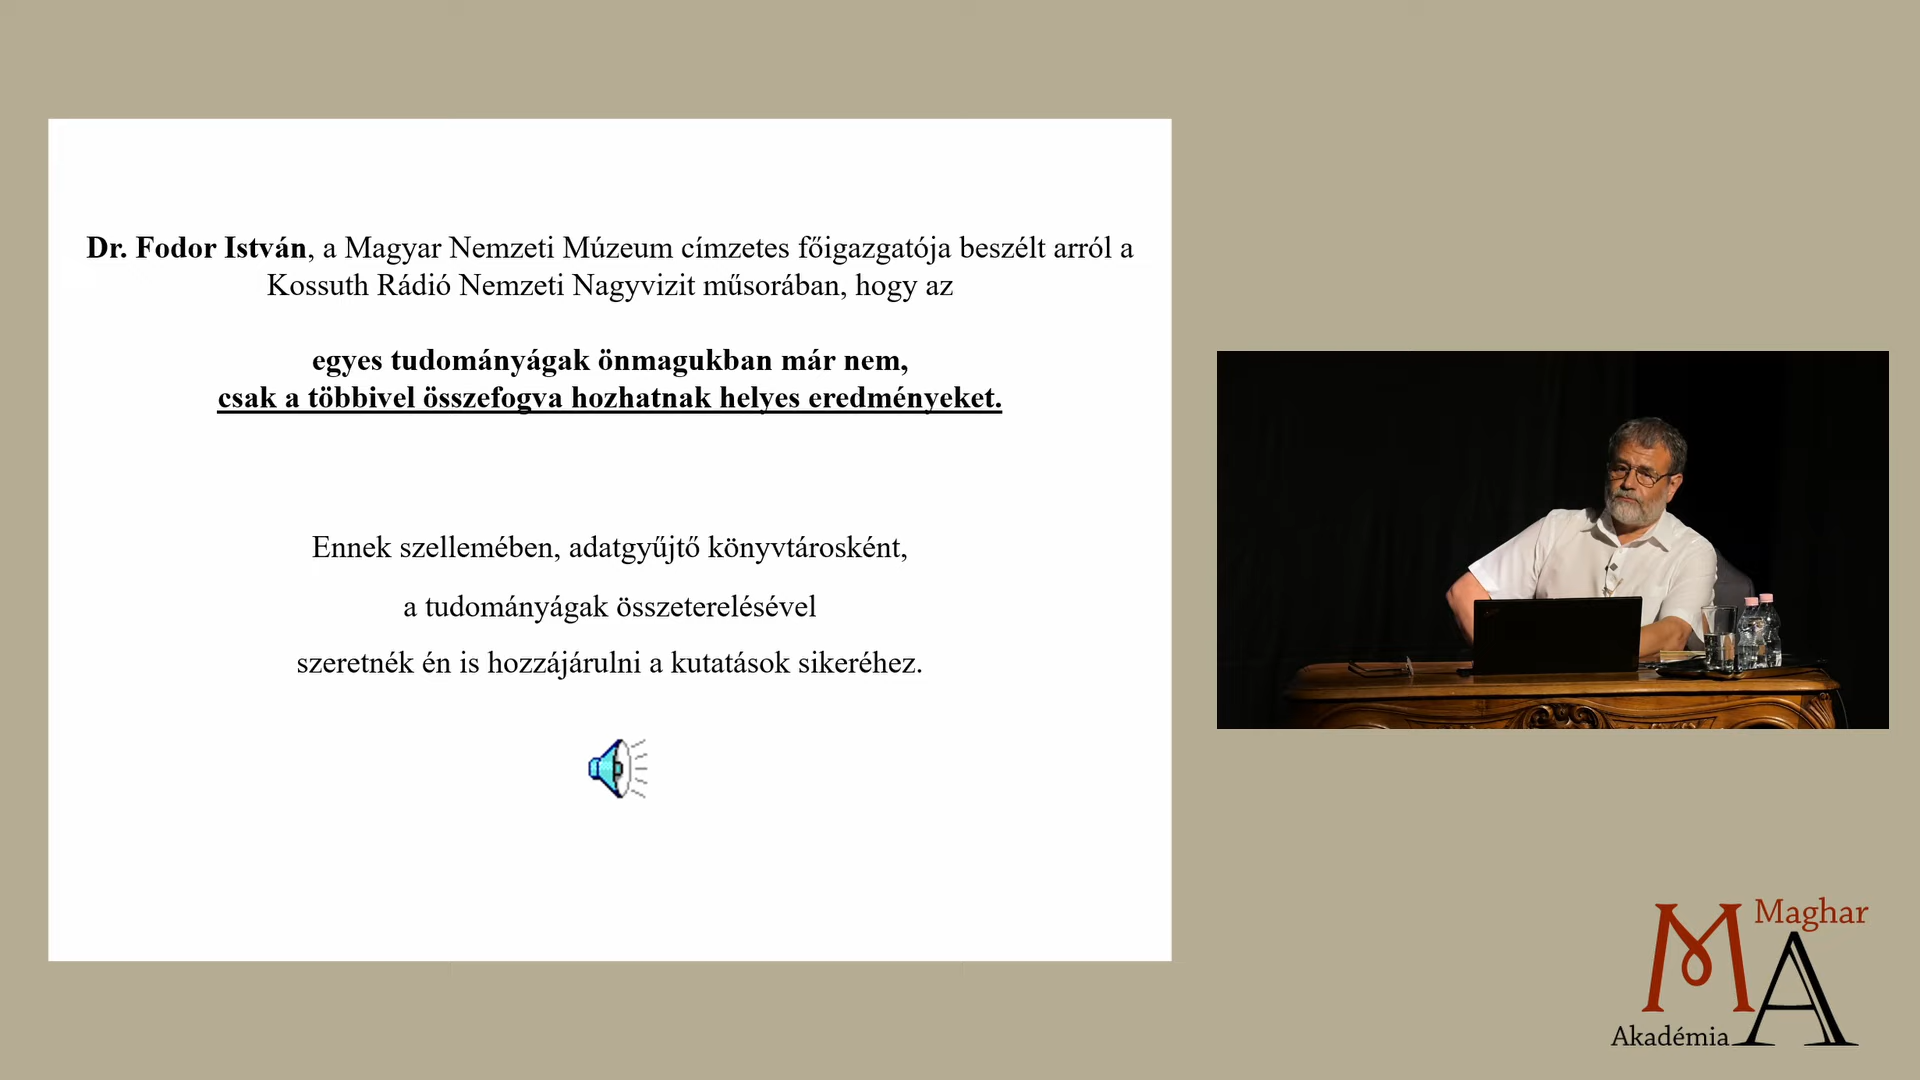 Dr. Fodor István, a Magyar Nemzeti Múzeum címzetes főigazgatója beszélt arról a
Kossuth Rádió Nemzeti Nagyvizit műsorában, hogy az
egyes tudományágak önmagukban már nem,
csak a többivel összefogva hozhatnak helyes eredményeket.
Ennek szellemében, adatgyűjtő könyvtárosként,
a tudományágak összeterelésével
szeretnék én is hozzájárulni a kutatások sikeréhez.
MA
Maghar
Akadémia